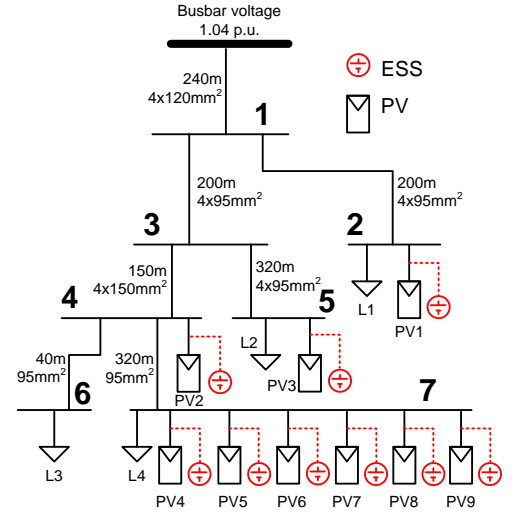 Busbar voltage
1.04 p.u.
ESS
PV
240m
4x120mm²
1
200m
4x95mm²
200m
4x95mm²
3
2
150m
4x150mm²
320m
4x95mm²
L1
PV1
4
5
L2
PV3
40m
95mm²
320m
95mm²
PV2
6
7
L3
L4
PV4
PV5
PV6
PV7
PV8
PV9